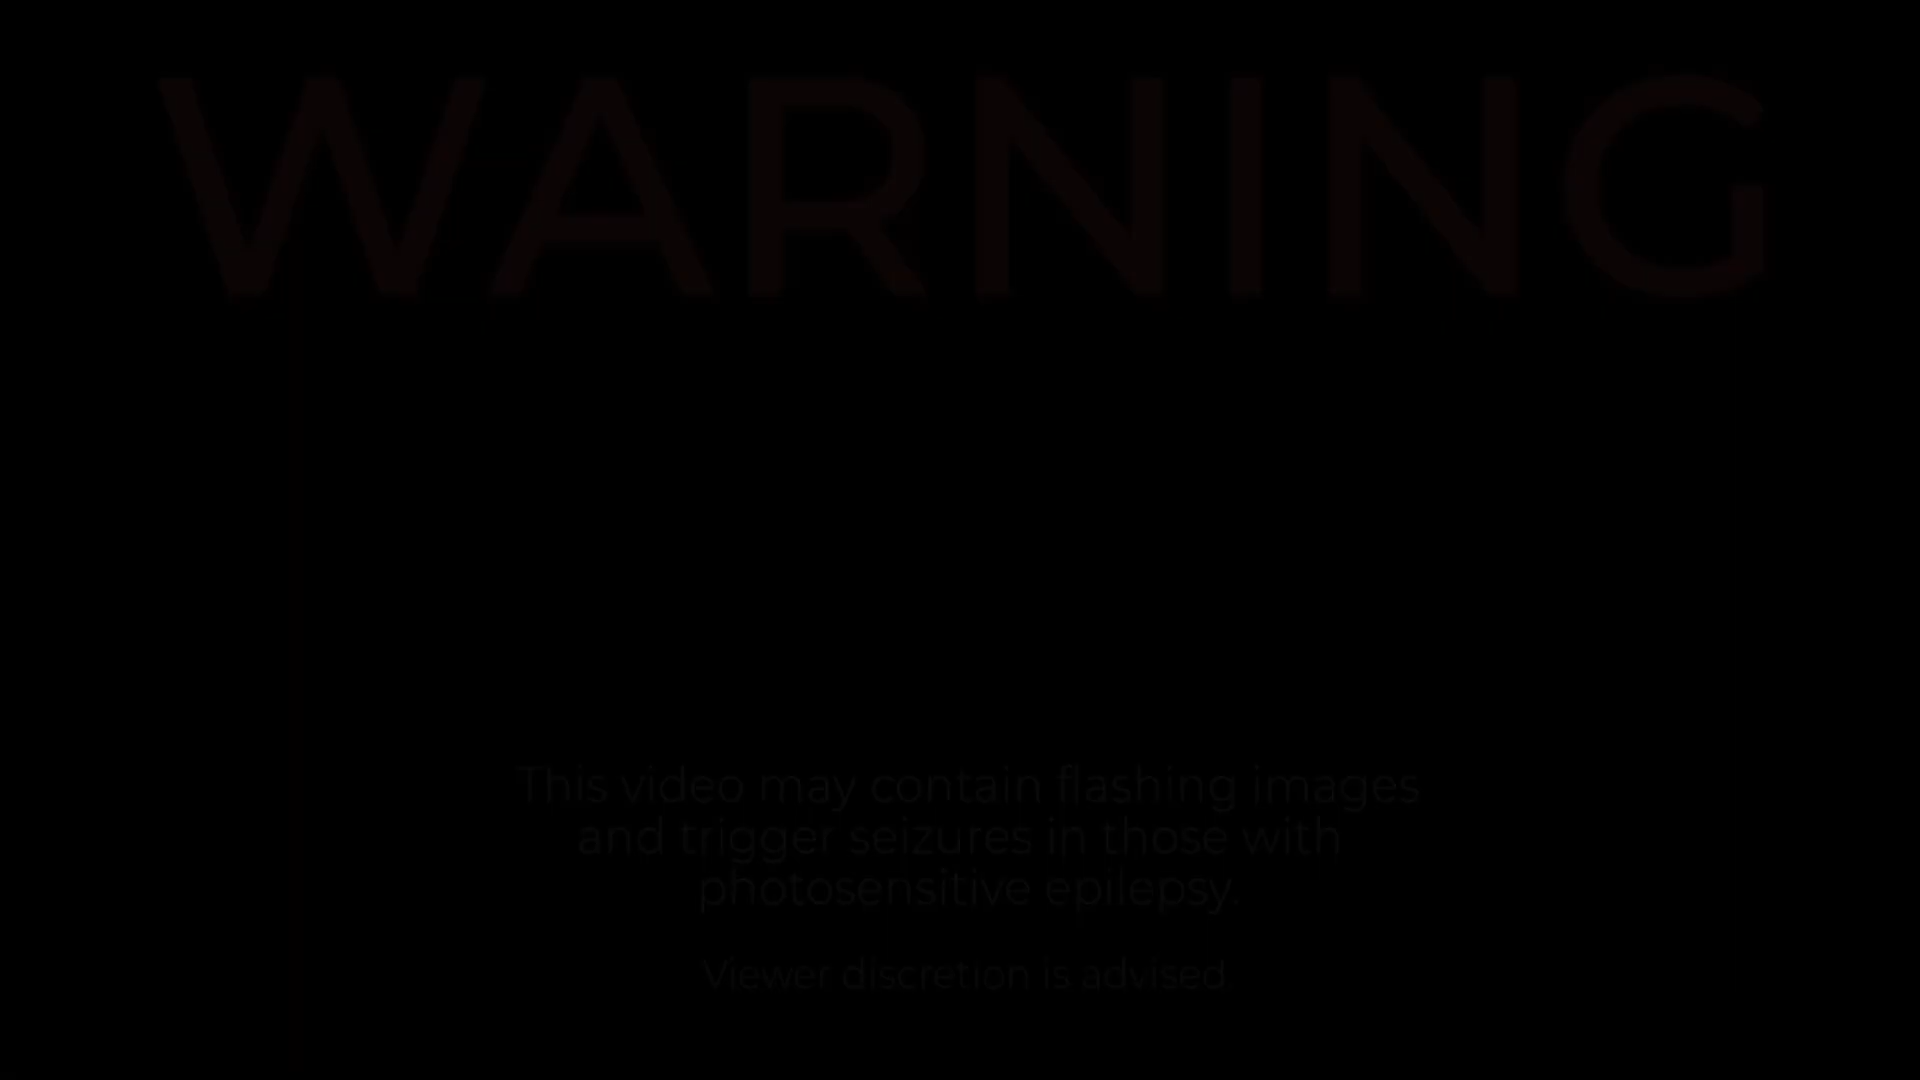 WARNING
This video may contain flashing images
and trigger seizures in those with
photosensitive epilepsy.
Viewer discretion is advised